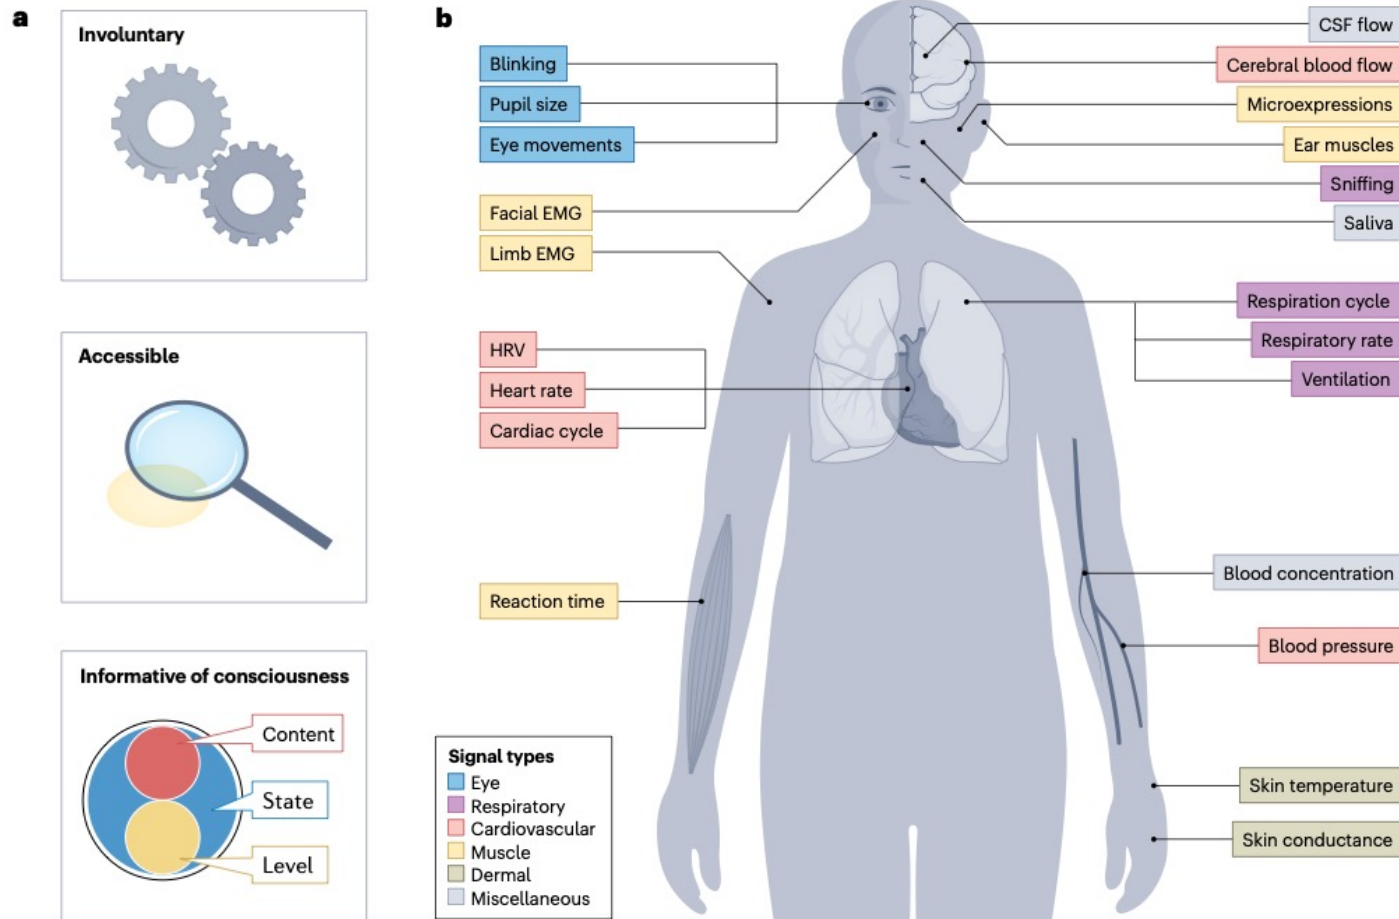 a
Involuntary
Accessible
Informative of consciousness
Content
State
Level
b
Blinking
Pupil size
Eye movements
Facial EMG
Limb EMG
HRV
Heart rate
Cardiac cycle
Reaction time
CSF flow
Cerebral blood flow
Microexpressions
Ear muscles
Sniffing
Saliva
Respiration cycle
Respiratory rate
Ventilation
Blood concentration
Blood pressure
Skin temperature
Skin conductance
Signal types
Eye
Respiratory
Cardiovascular
Muscle
Dermal
Miscellaneous